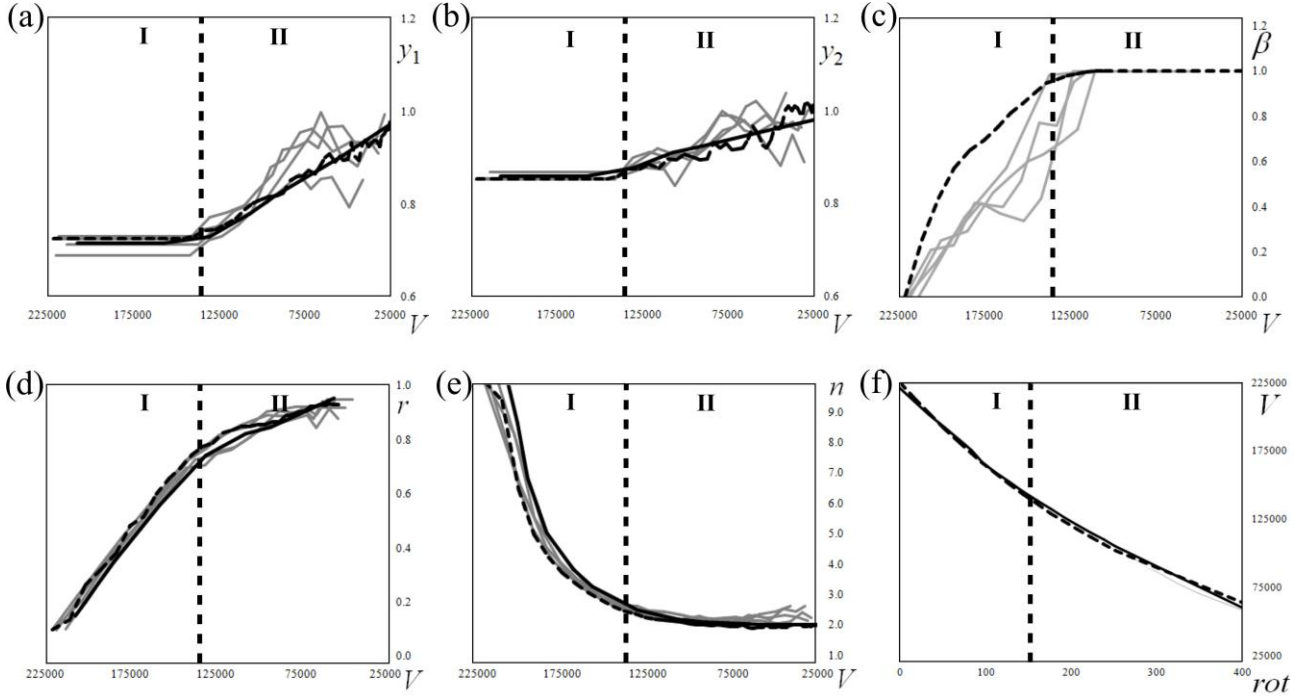 (a)
I
II
y1
1.2
1.0
0.8
0.6
225000
175000
125000
75000
25000
V
(b)
I
II
y2
1.2
1.0
0.8
0.6
225000
175000
125000
75000
25000
V
(c)
I
II
β
1.2
1.0
0.8
0.6
0.4
0.2
0.0
225000
175000
125000
75000
25000
V
(d)
I
II
r
1.0
0.8
0.6
0.4
0.2
0.0
225000
175000
125000
75000
25000
V
(e)
I
II
n
9.0
8.0
7.0
6.0
5.0
4.0
3.0
2.0
1.0
225000
175000
125000
75000
25000
V
(f)
I
II
V
225000
175000
125000
75000
25000
0
100
200
300
400
rot